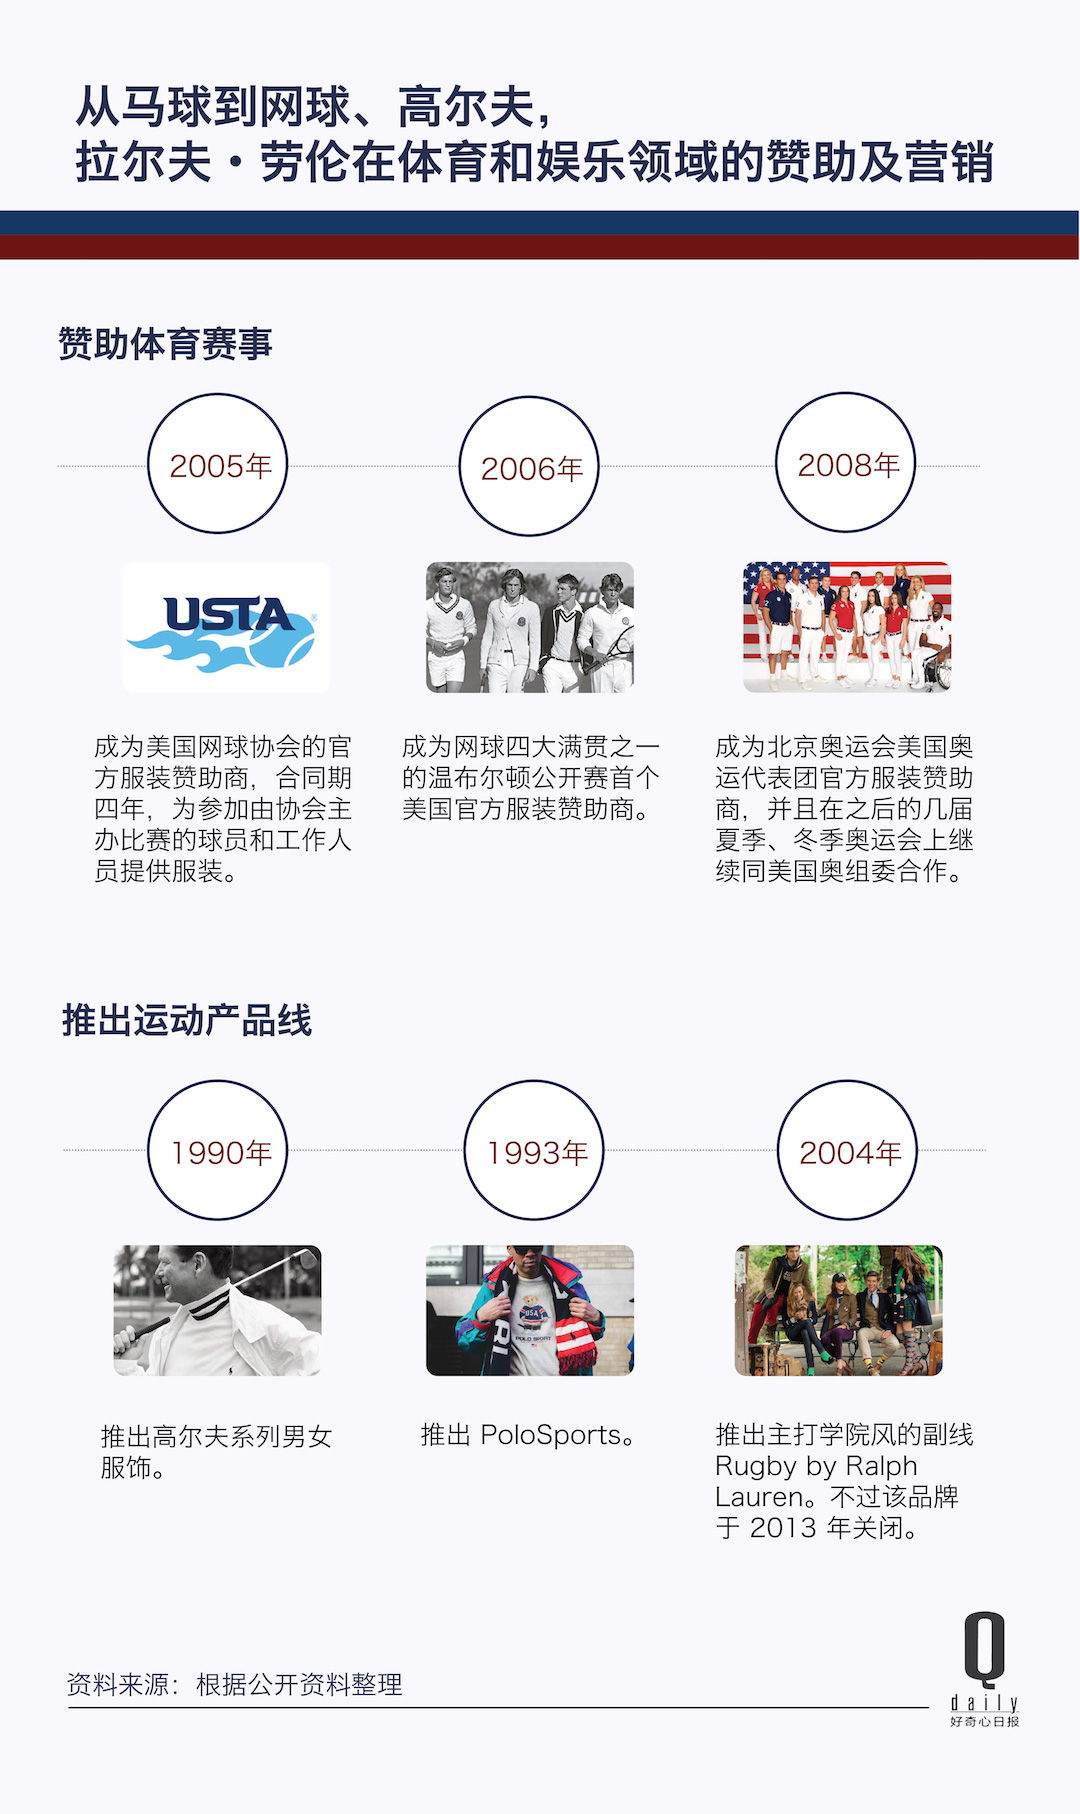 从马球到网球、高尔夫，
拉尔夫·劳伦在体育和娱乐领域的赞助及营销
赞助体育赛事
2005年
2006年
2008年
USTA
®
成为美国网球协会的官
方服装赞助商，合同期
四年，为参加由协会主
办比赛的球员和工作人
员提供服装。
成为网球四大满贯之一
的温布尔顿公开赛首个
美国官方服装赞助商。
成为北京奥运会美国奥
运代表团官方服装赞助
商，并且在之后的几届
夏季、冬季奥运会上继
续同美国奥组委合作。
推出运动产品线
1990年
1993年
2004年
USA
POLO SPORT
RL
推出高尔夫系列男女
服饰。
推出 PoloSports。
推出主打学院风的副线
Rugby by Ralph
Lauren。不过该品牌
于 2013 年关闭。
资料来源：根据公开资料整理
Q
daily
好奇心日报